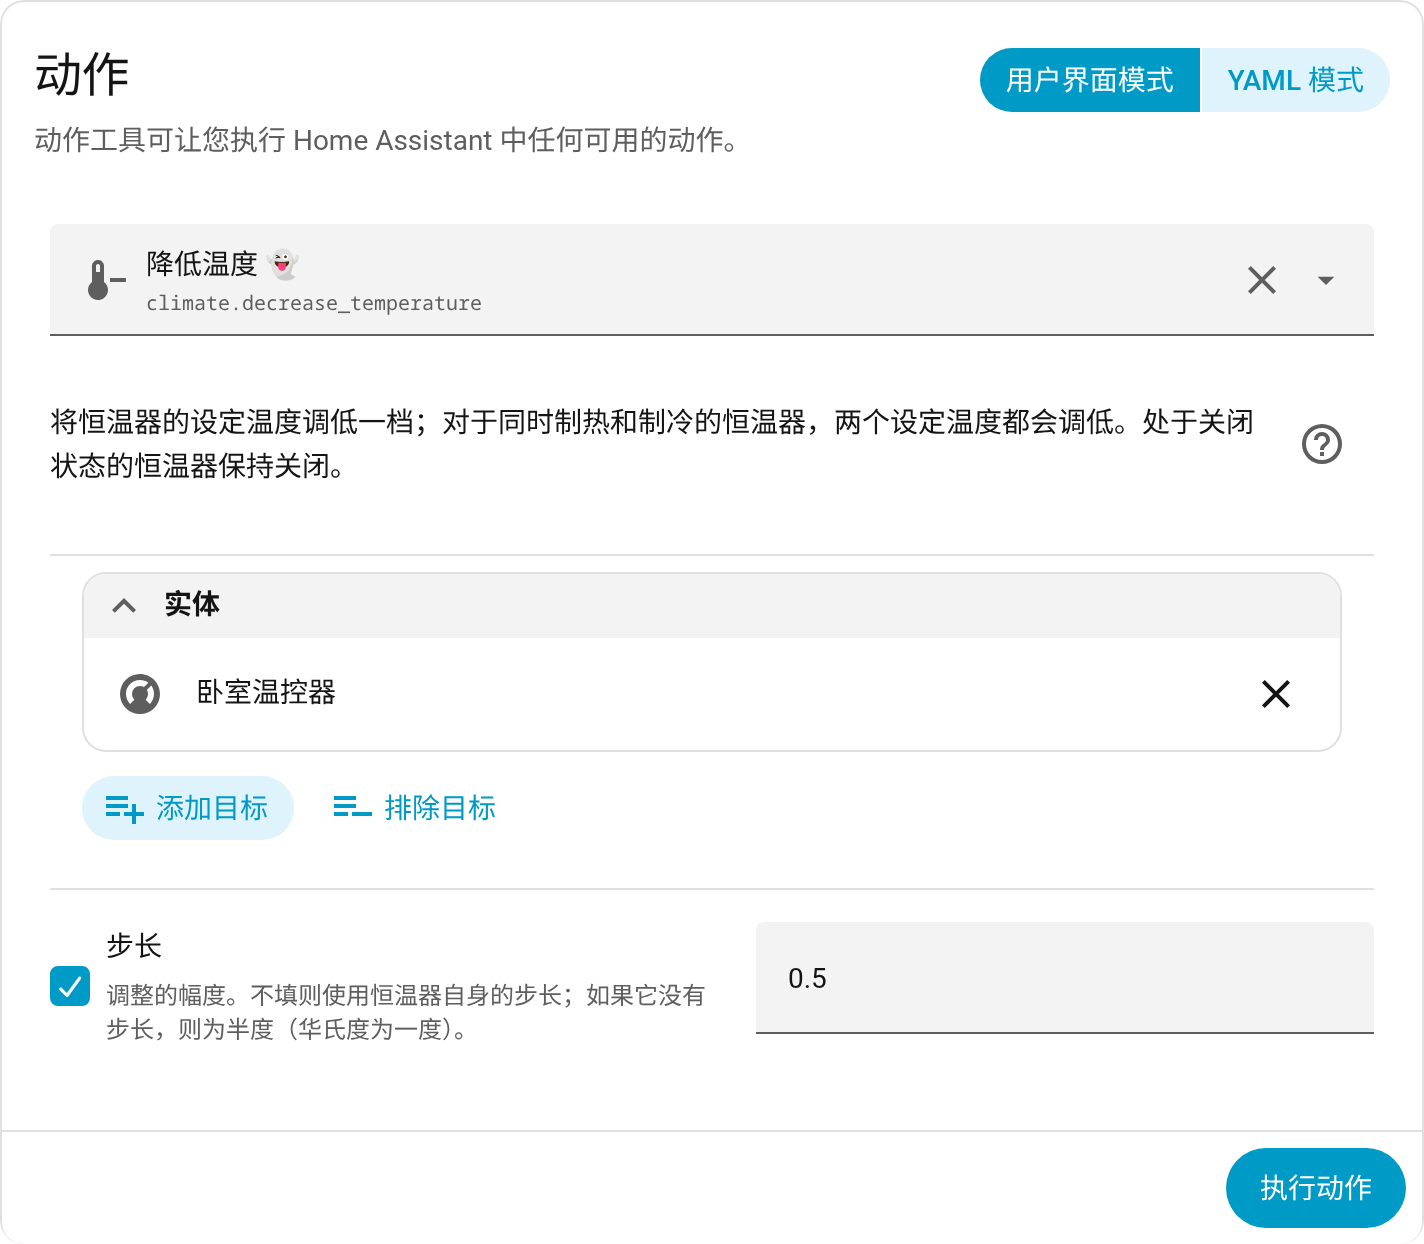 动作
用户界面模式
YAML 模式
动作工具可让您执行 Home Assistant 中任何可用的动作。
降低温度 👻
climate.decrease_temperature
将恒温器的设定温度调低一档；对于同时制热和制冷的恒温器，两个设定温度都会调低。处于关闭
状态的恒温器保持关闭。
实体
卧室温控器
添加目标
排除目标
步长
调整的幅度。不填则使用恒温器自身的步长；如果它没有
步长，则为半度（华氏度为一度）。
0.5
执行动作